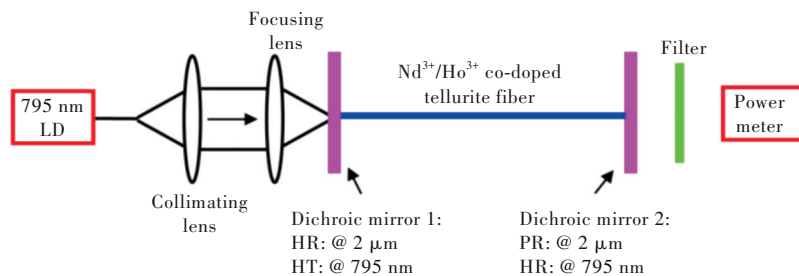 Focusing
lens
Nd³⁺/Ho³⁺ co-doped
tellurite fiber
Filter
795 nm
LD
Power
meter
Collimating
lens
Dichroic mirror 1:
HR: @ 2 μm
HT: @ 795 nm
Dichroic mirror 2:
PR: @ 2 μm
HR: @ 795 nm